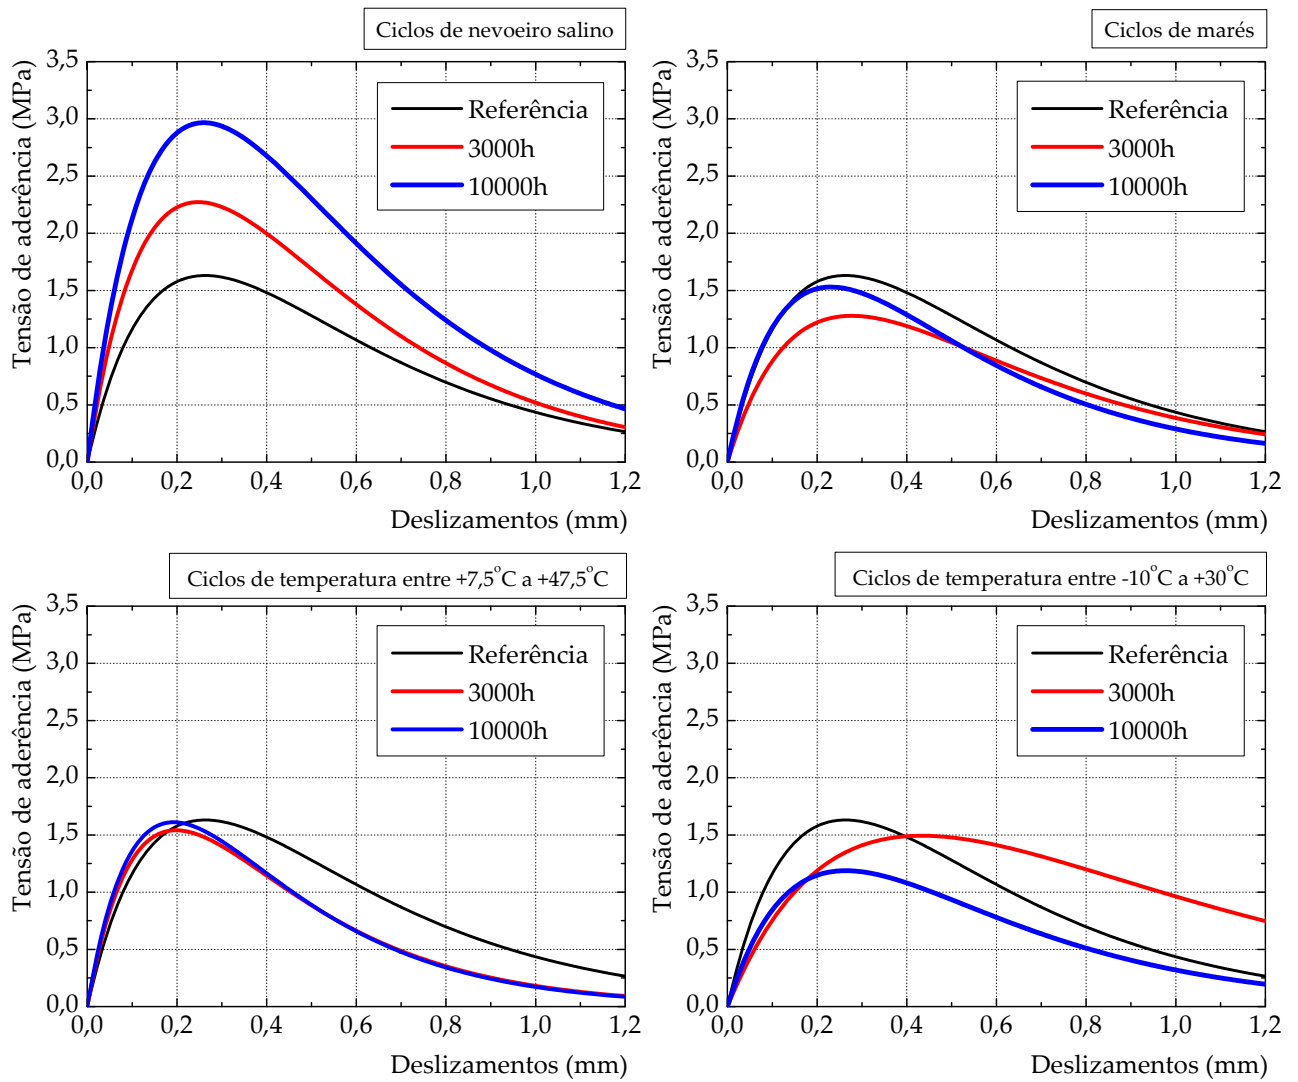 Ciclos de nevoeiro salino
Tensão de aderência (MPa)
3,5
3,0
2,5
2,0
1,5
1,0
0,5
0,0
Referência
3000h
10000h
0,0 0,2 0,4 0,6 0,8 1,0 1,2
Deslizamentos (mm)
Ciclos de marés
Tensão de aderência (MPa)
3,5
3,0
2,5
2,0
1,5
1,0
0,5
0,0
Referência
3000h
10000h
0,0 0,2 0,4 0,6 0,8 1,0 1,2
Deslizamentos (mm)
Ciclos de temperatura entre +7,5°C a +47,5°C
Tensão de aderência (MPa)
3,5
3,0
2,5
2,0
1,5
1,0
0,5
0,0
Referência
3000h
10000h
0,0 0,2 0,4 0,6 0,8 1,0 1,2
Deslizamentos (mm)
Ciclos de temperatura entre -10°C a +30°C
Tensão de aderência (MPa)
3,5
3,0
2,5
2,0
1,5
1,0
0,5
0,0
Referência
3000h
10000h
0,0 0,2 0,4 0,6 0,8 1,0 1,2
Deslizamentos (mm)